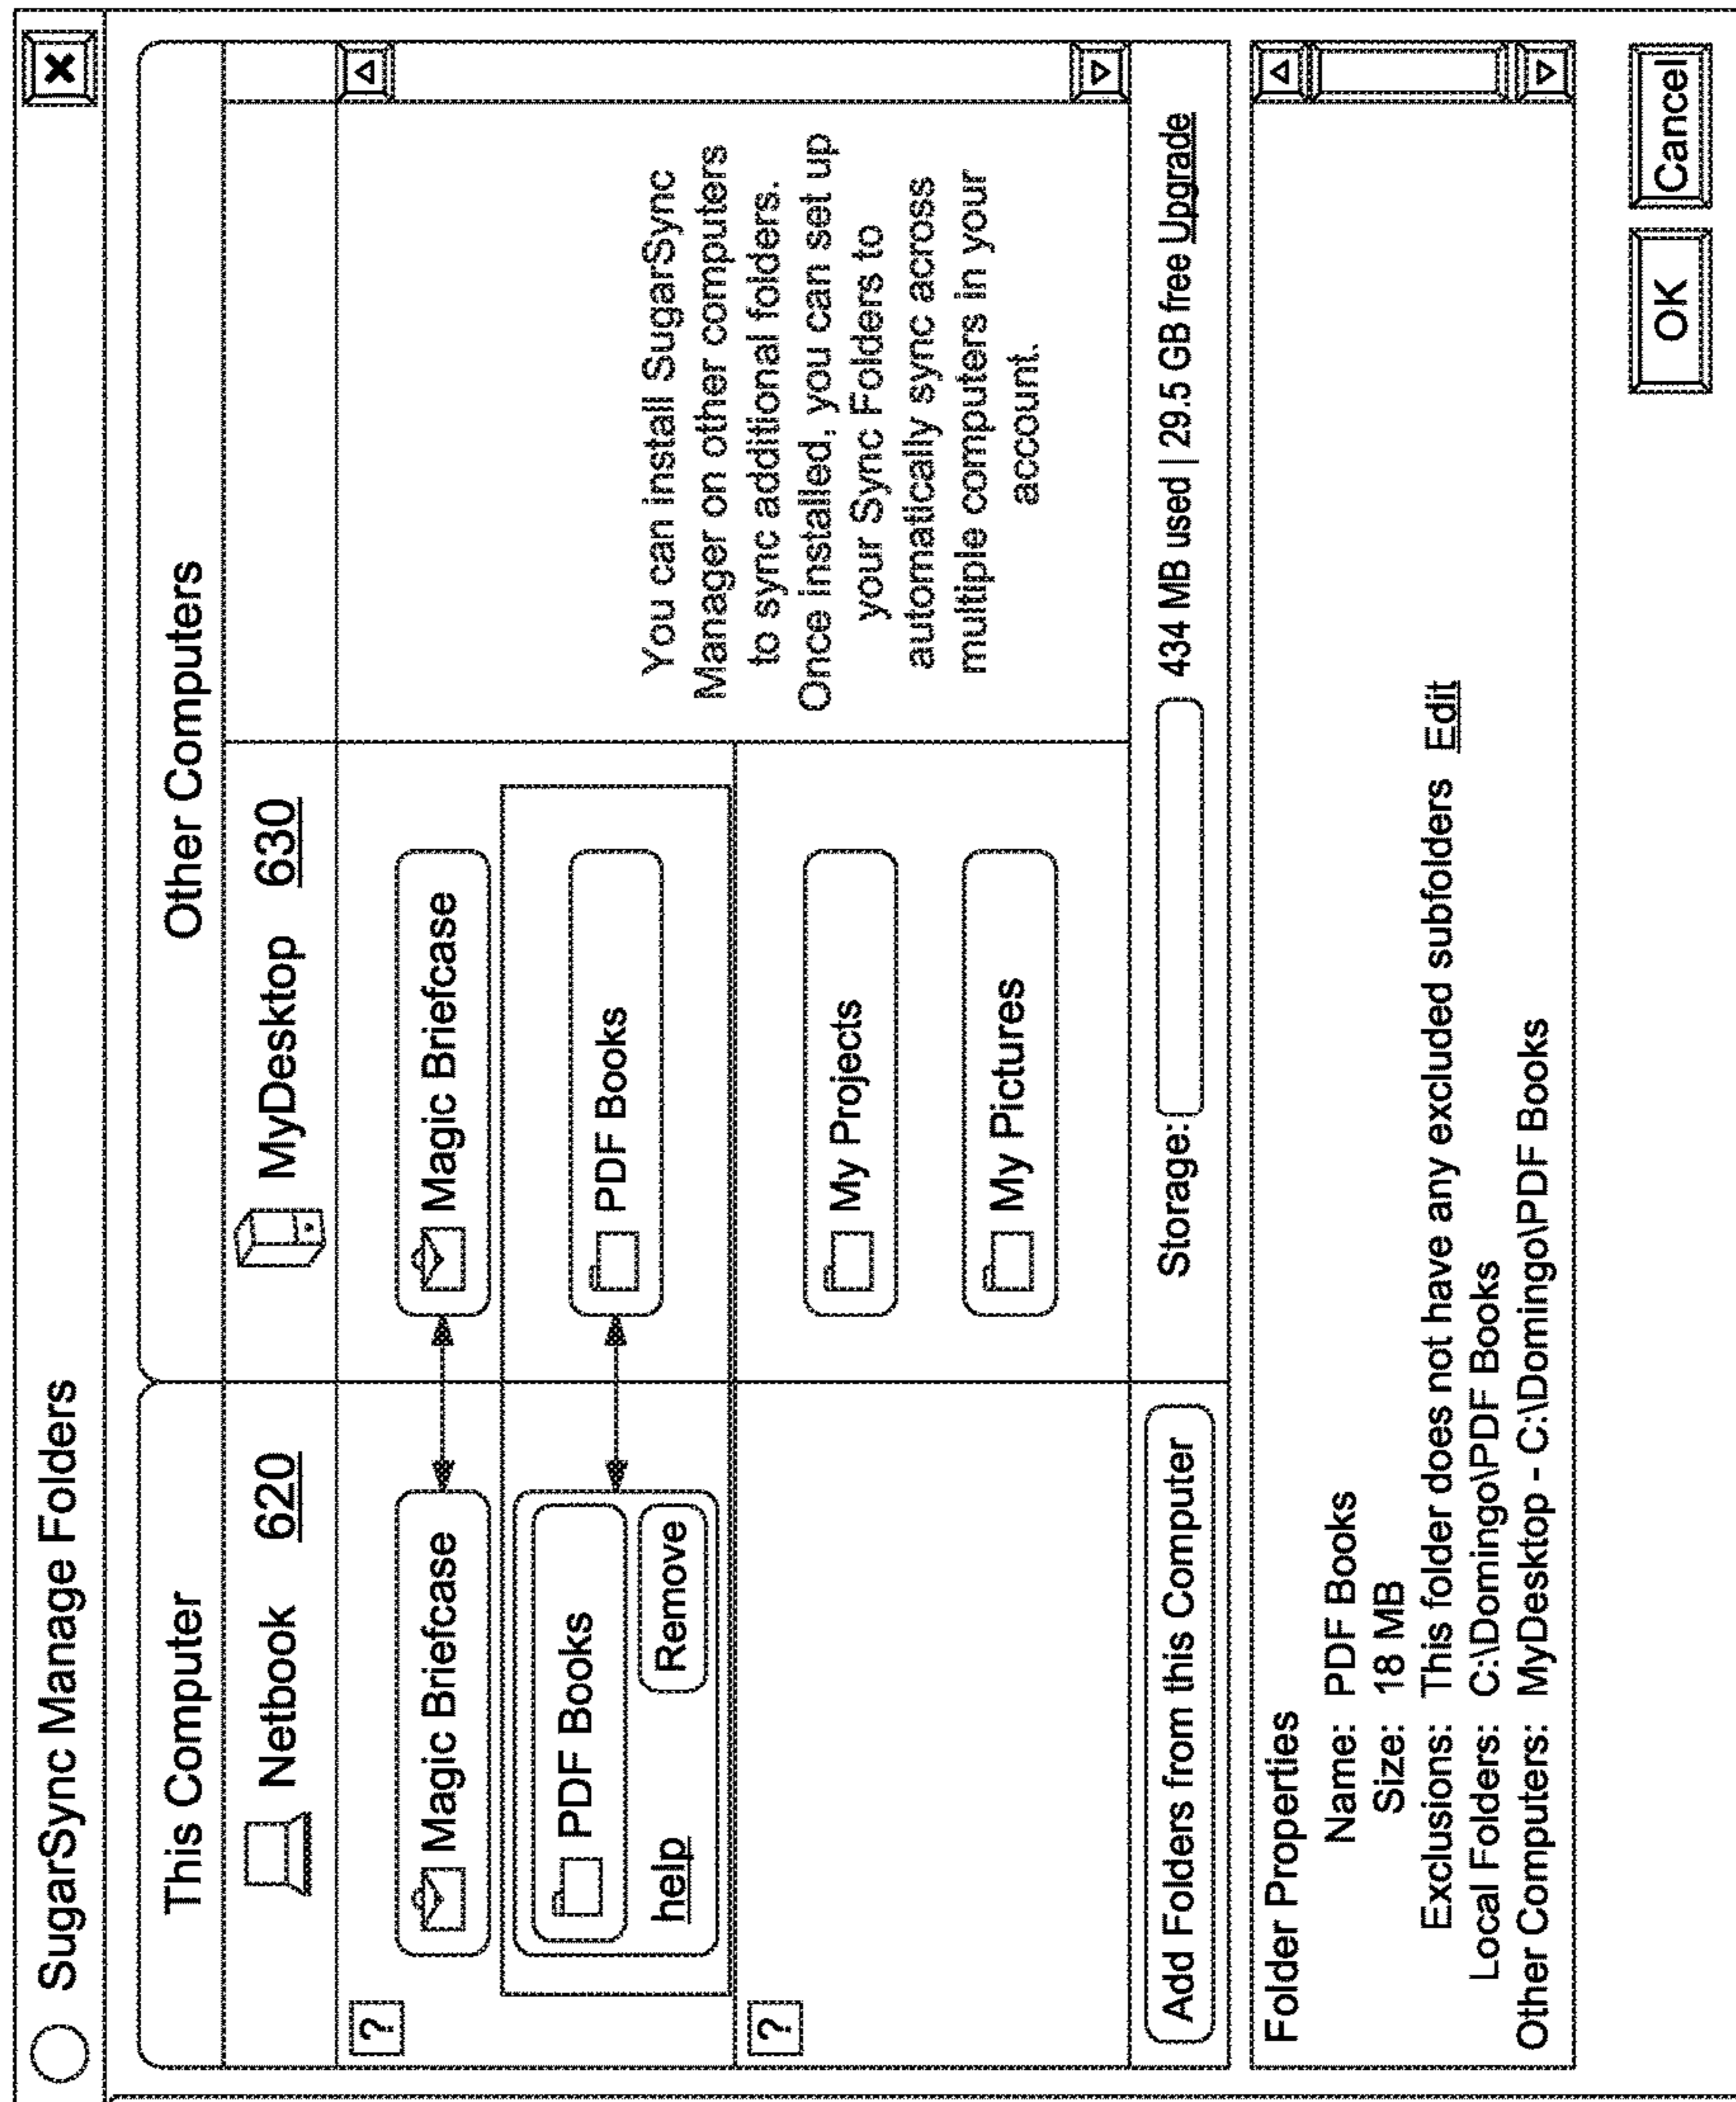 SugarSync Manage Folders
This Computer
Other Computers
Netbook 620
MyDesktop 630
?
Magic Briefcase
Magic Briefcase
PDF Books
PDF Books
help
Remove
You can install SugarSync
Manager on other computers
to sync additional folders.
Once installed, you can set up
your Sync Folders to
automatically sync across
multiple computers in your
account.
?
My Projects
My Pictures
Add Folders from this Computer
Storage: 434 MB used | 29.5 GB free Upgrade
Folder Properties
Name: PDF Books
Size: 18 MB
Exclusions: This folder does not have any excluded subfolders Edit
Local Folders: C:\Domingo\PDF Books
Other Computers: MyDesktop - C:\Domingo\PDF Books
OK
Cancel